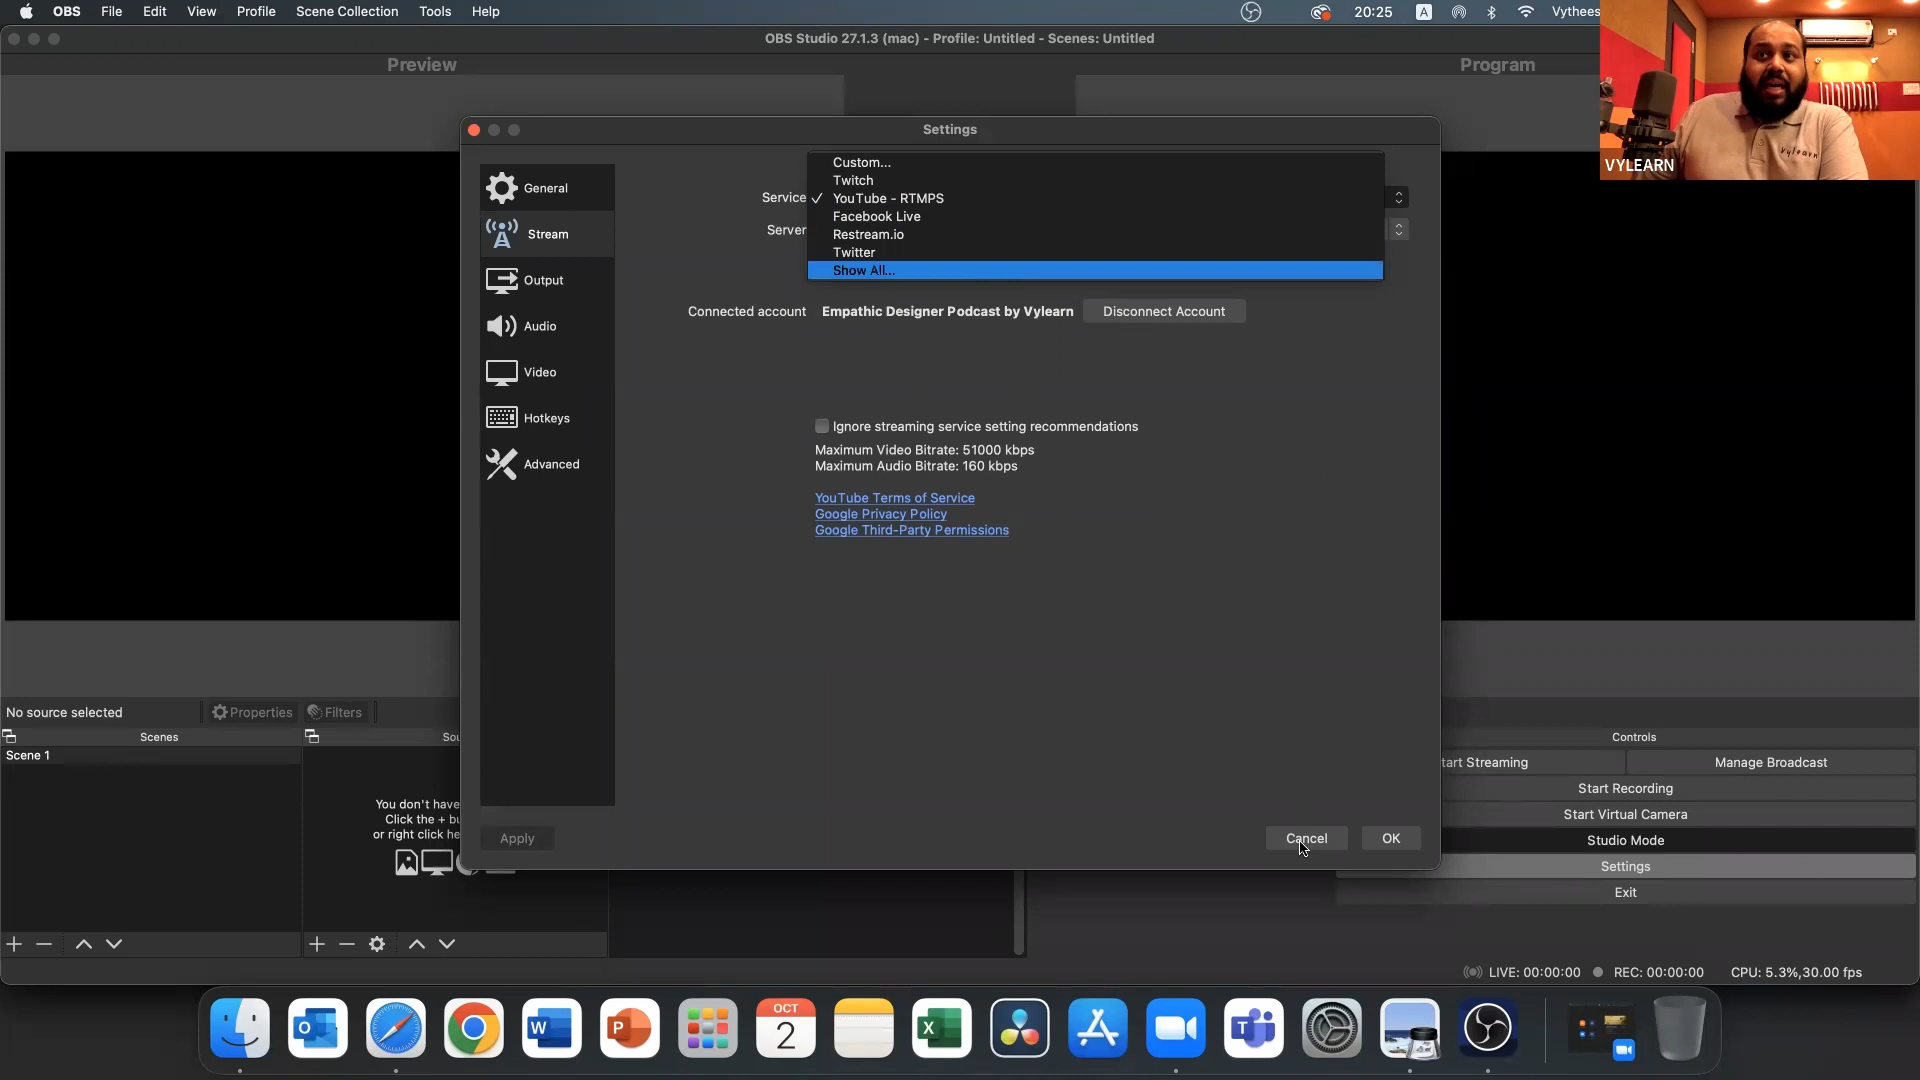 OBS File Edit View Profile Scene Collection Tools Help
20:25 A Vythees
OBS Studio 27.1.3 (mac) - Profile: Untitled - Scenes: Untitled
Preview
Program
Vylearn
VYLEARN
Settings
General
Stream
Output
Audio
Video
Hotkeys
Advanced
Service
Server
Custom...
Twitch
✓ YouTube - RTMPS
Facebook Live
Restream.io
Twitter
Show All...
Connected account Empathic Designer Podcast by Vylearn Disconnect Account
Ignore streaming service setting recommendations
Maximum Video Bitrate: 51000 kbps
Maximum Audio Bitrate: 160 kbps
YouTube Terms of Service
Google Privacy Policy
Google Third-Party Permissions
Apply Cancel OK
No source selected Properties Filters
Scenes
Sou
Scene 1
You don't have
Click the + bu
or right click he
Controls
tart Streaming Manage Broadcast
Start Recording
Start Virtual Camera
Studio Mode
Settings
Exit
LIVE: 00:00:00 REC: 00:00:00 CPU: 5.3%,30.00 fps
O W P OCT 2 X T